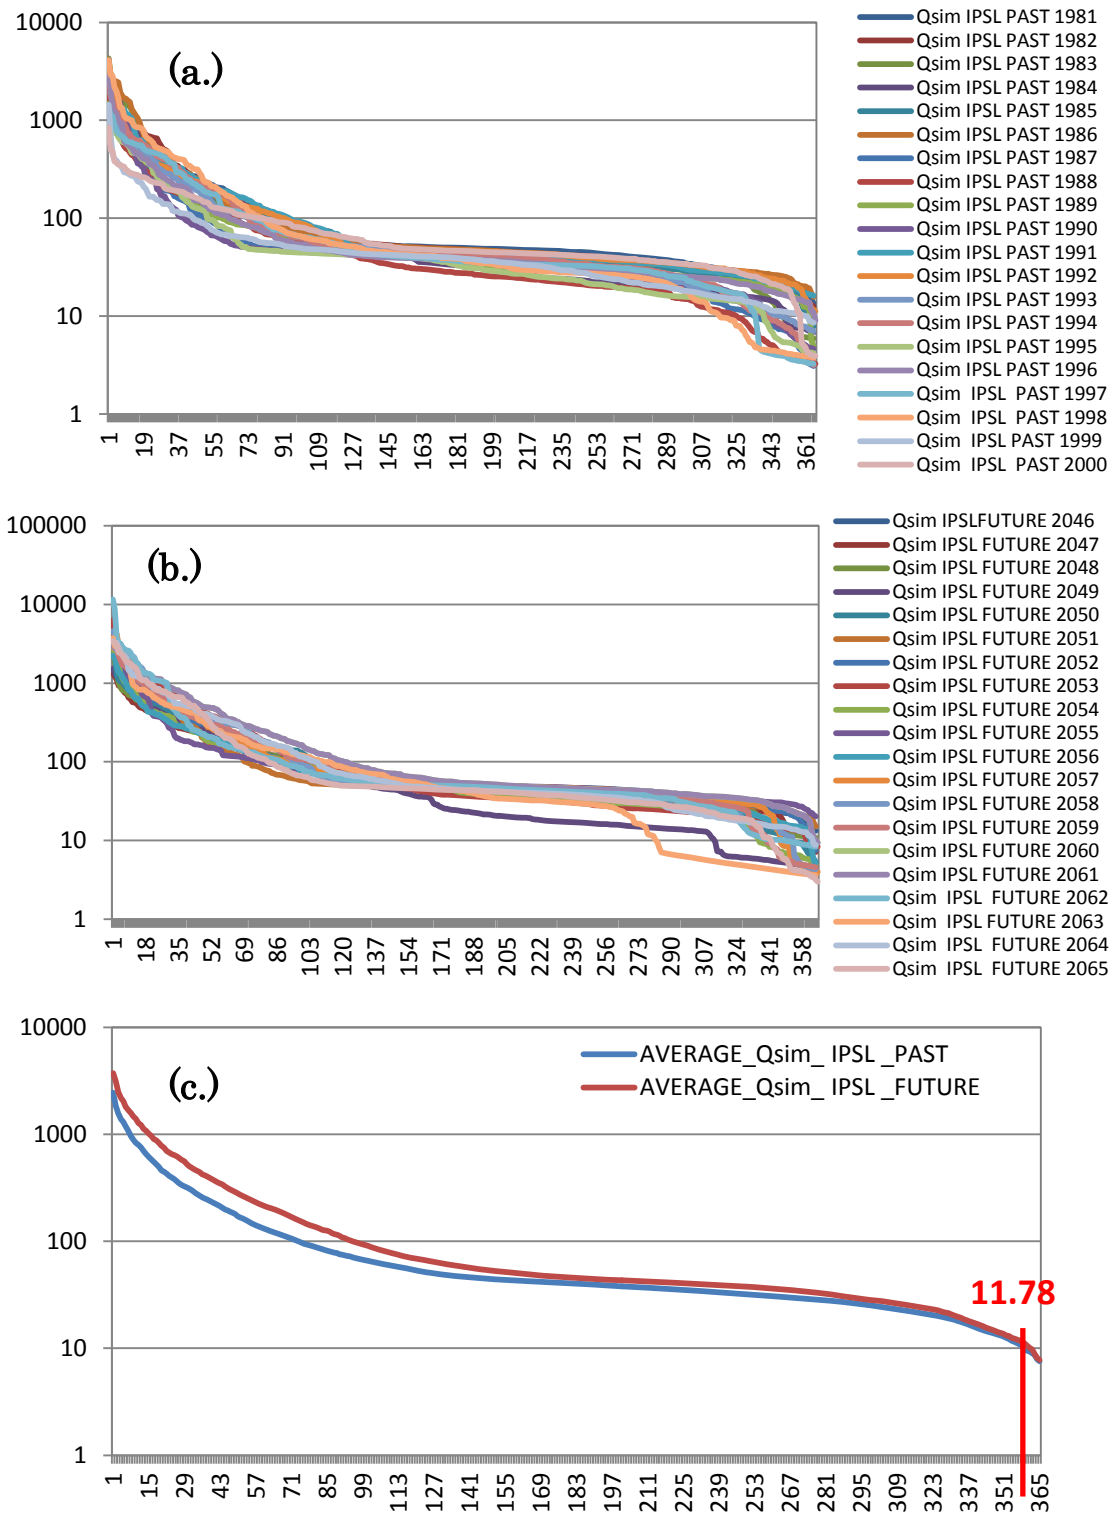 10000
1000
100
10
1
(a.)
1 19 37 55 73 91 109 127 145 163 181 199 217 235 253 271 289 307 325 343 361
Qsim IPSL PAST 1981
Qsim IPSL PAST 1982
Qsim IPSL PAST 1983
Qsim IPSL PAST 1984
Qsim IPSL PAST 1985
Qsim IPSL PAST 1986
Qsim IPSL PAST 1987
Qsim IPSL PAST 1988
Qsim IPSL PAST 1989
Qsim IPSL PAST 1990
Qsim IPSL PAST 1991
Qsim IPSL PAST 1992
Qsim IPSL PAST 1993
Qsim IPSL PAST 1994
Qsim IPSL PAST 1995
Qsim IPSL PAST 1996
Qsim IPSL PAST 1997
Qsim IPSL PAST 1998
Qsim IPSL PAST 1999
Qsim IPSL PAST 2000
100000
10000
1000
100
10
1
(b.)
1 18 35 52 69 86 103 120 137 154 171 188 205 222 239 256 273 290 307 324 341 358
Qsim IPSLFUTURE 2046
Qsim IPSL FUTURE 2047
Qsim IPSL FUTURE 2048
Qsim IPSL FUTURE 2049
Qsim IPSL FUTURE 2050
Qsim IPSL FUTURE 2051
Qsim IPSL FUTURE 2052
Qsim IPSL FUTURE 2053
Qsim IPSL FUTURE 2054
Qsim IPSL FUTURE 2055
Qsim IPSL FUTURE 2056
Qsim IPSL FUTURE 2057
Qsim IPSL FUTURE 2058
Qsim IPSL FUTURE 2059
Qsim IPSL FUTURE 2060
Qsim IPSL FUTURE 2061
Qsim IPSL FUTURE 2062
Qsim IPSL FUTURE 2063
Qsim IPSL FUTURE 2064
Qsim IPSL FUTURE 2065
10000
1000
100
10
1
(c.)
AVERAGE_Qsim_ IPSL _PAST
AVERAGE_Qsim_ IPSL _FUTURE
11.78
1 15 29 43 57 71 85 99 113 127 141 155 169 183 197 211 225 239 253 267 281 295 309 323 337 351 365